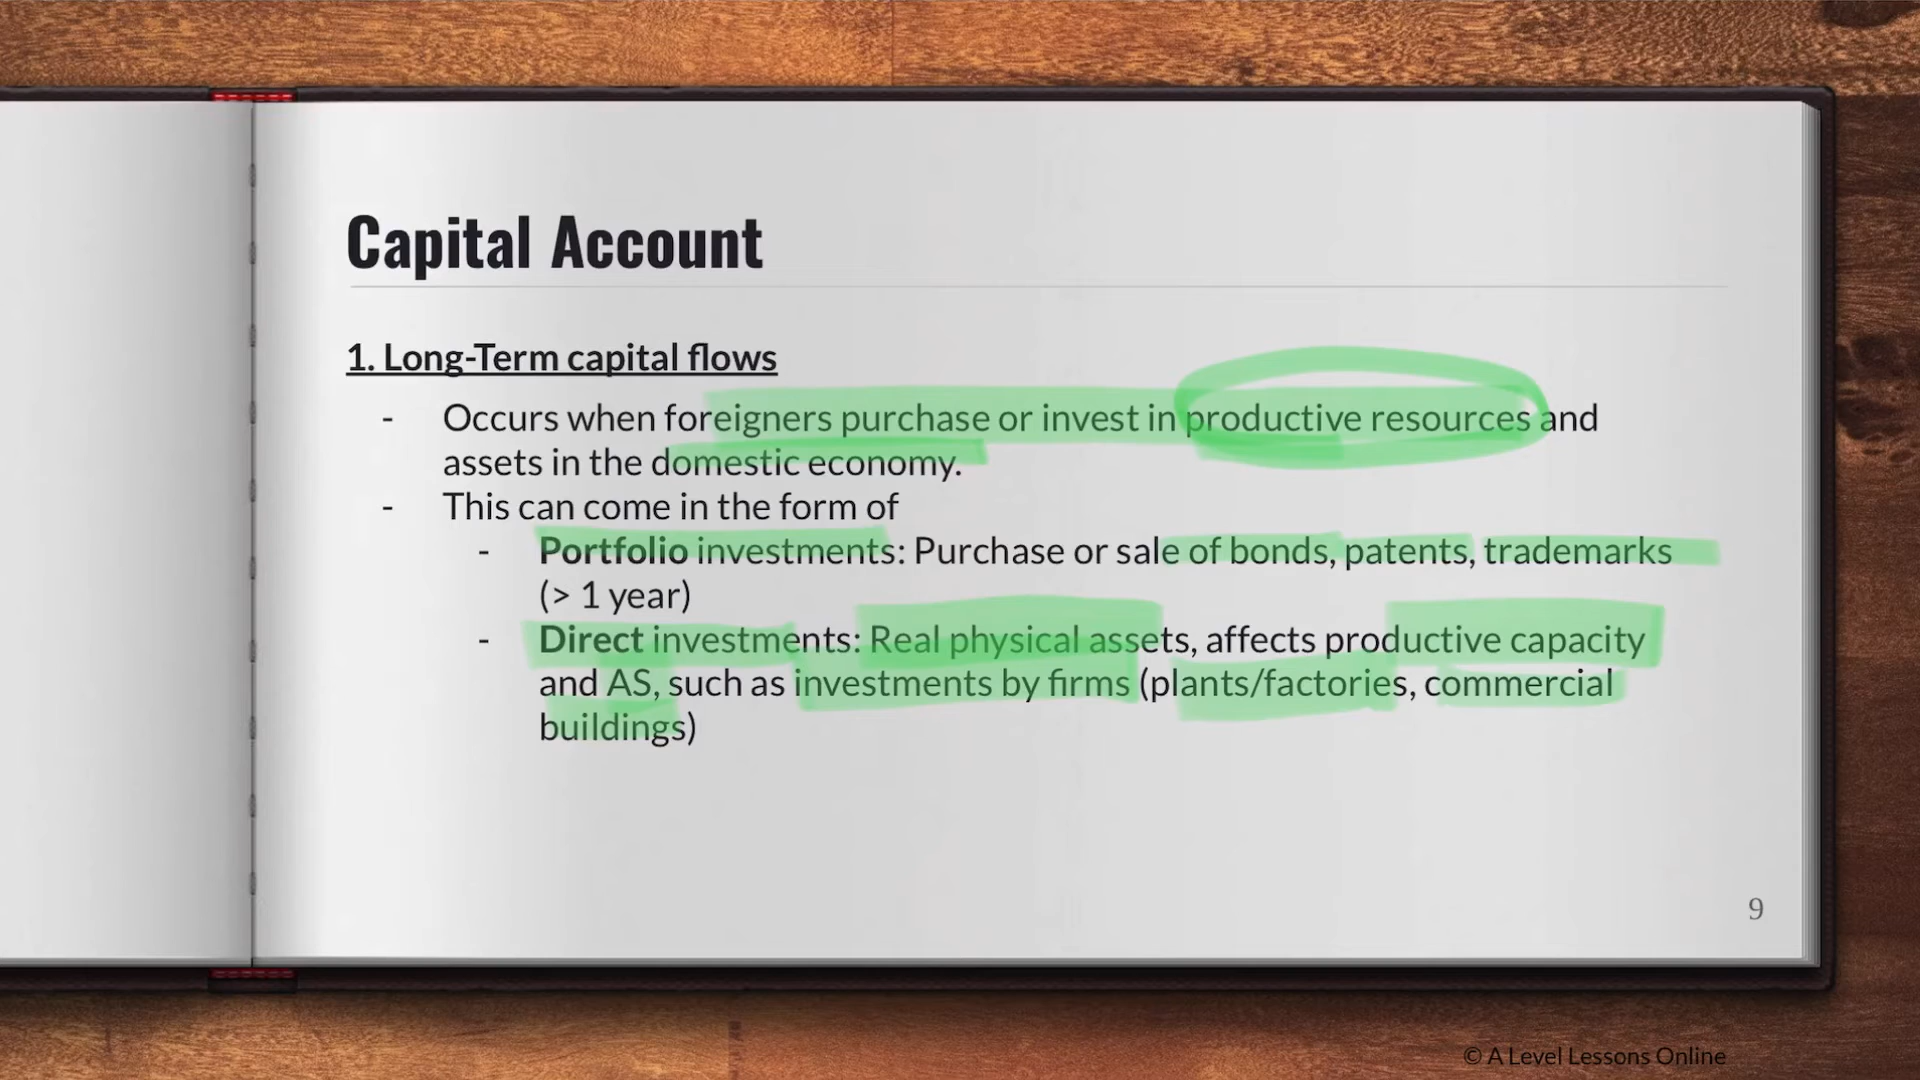 Capital Account
1. Long-Term capital flows
- Occurs when foreigners purchase or invest in productive resources and
assets in the domestic economy.
- This can come in the form of
- Portfolio investments: Purchase or sale of bonds, patents, trademarks
(> 1 year)
- Direct investments: Real physical assets, affects productive capacity
and AS, such as investments by firms (plants/factories, commercial
buildings)
9
© A Level Lessons Online